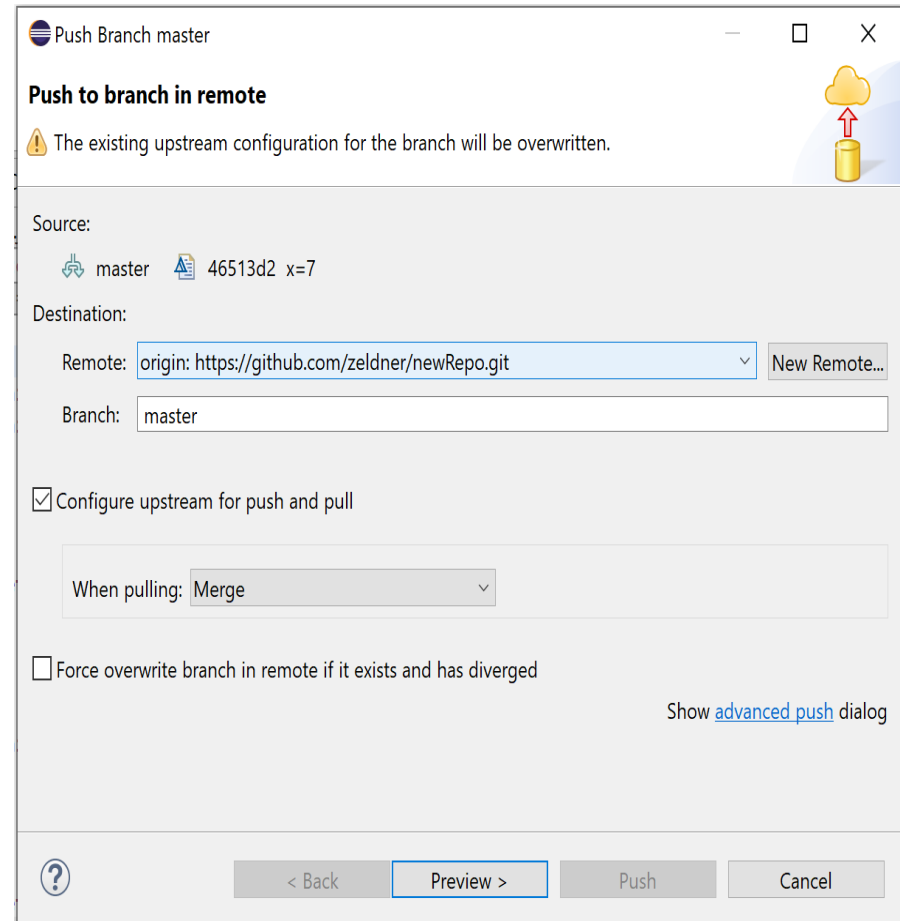 Push Branch master
Push to branch in remote
The existing upstream configuration for the branch will be overwritten.
Source:
master 46513d2 x=7
Destination:
Remote: origin: https://github.com/zeldner/newRepo.git New Remote...
Branch: master
Configure upstream for push and pull
When pulling: Merge
Force overwrite branch in remote if it exists and has diverged
Show advanced push dialog
? < Back Preview > Push Cancel